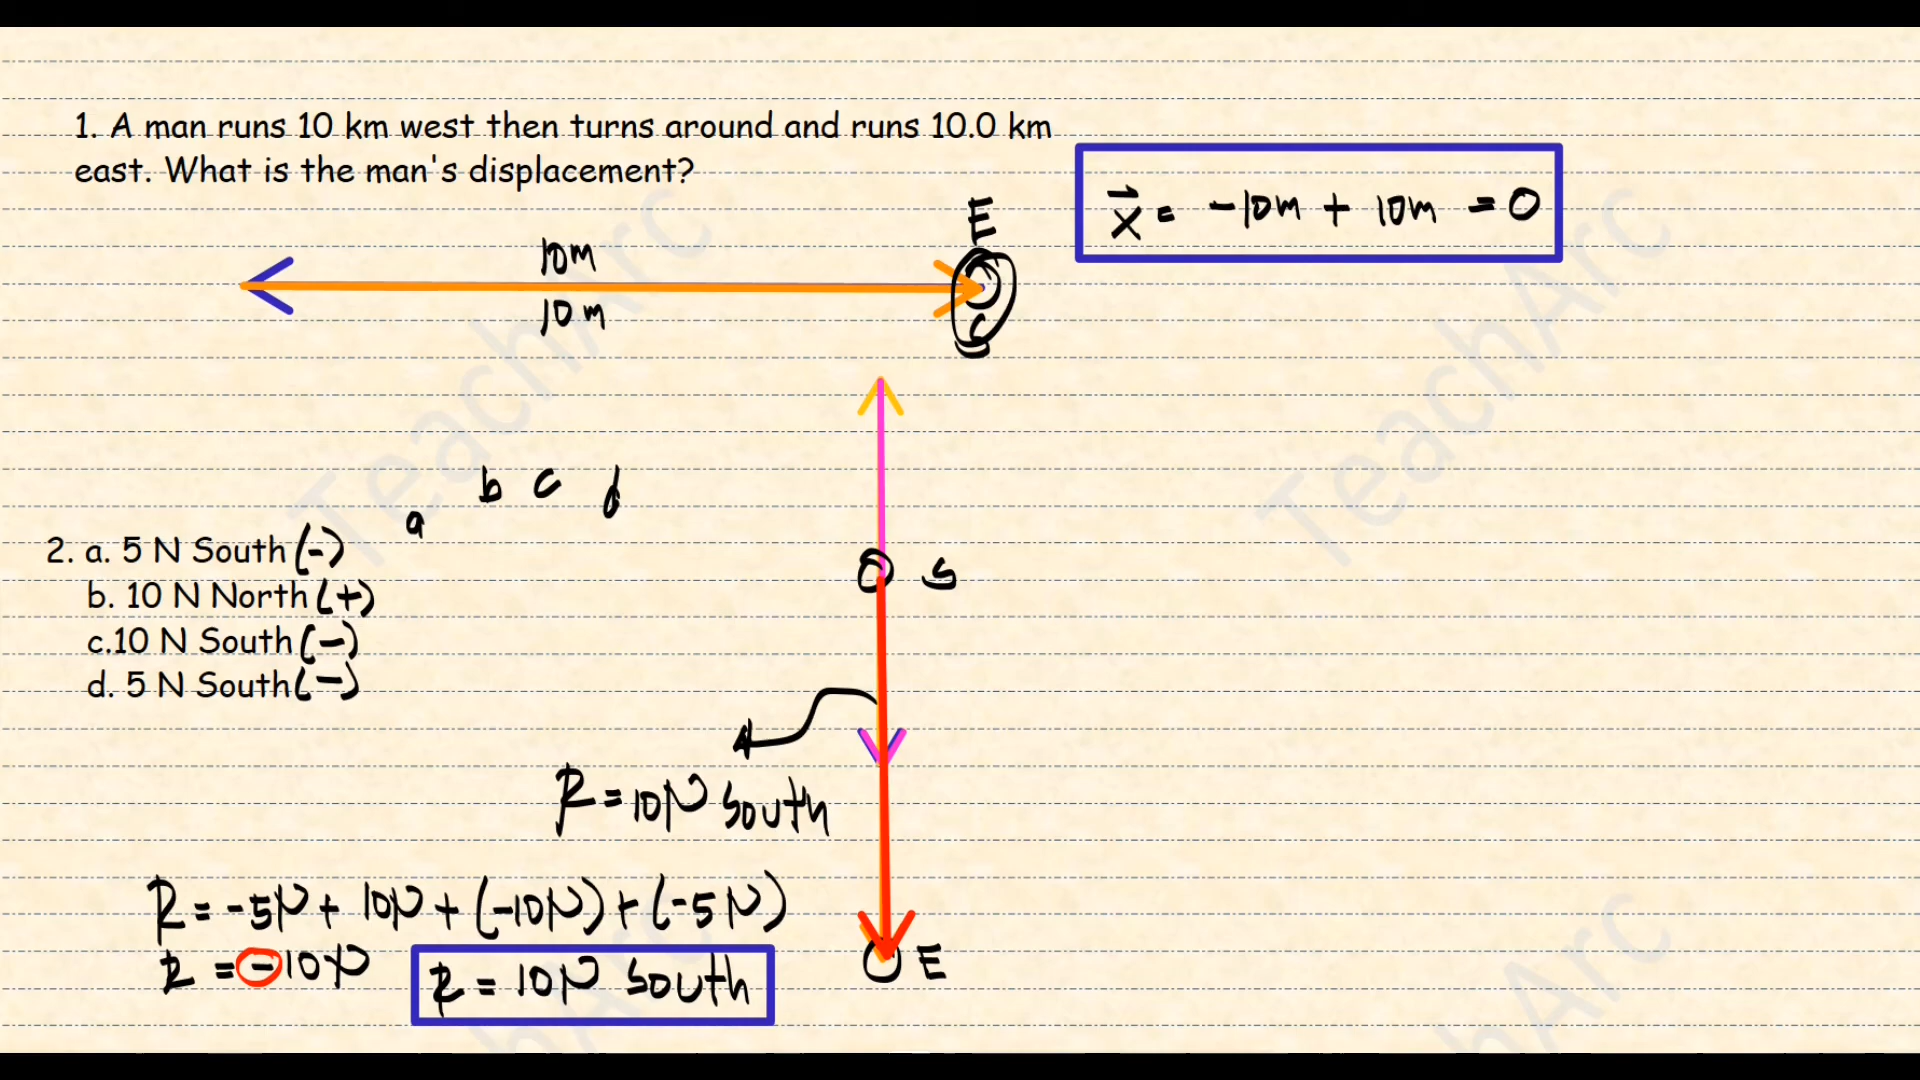 1. A man runs 10 km west then turns around and runs 10.0 km
east. What is the man's displacement?
x = -10m + 10m = 0
E
10m
10m
S
b c d
a
2. a. 5 N South (-)
b. 10 N North (+)
c.10 N South (-)
d. 5 N South (-)
S
R = 10N south
R = -5N + 10N + (-10N) + (-5N)
R = -10N
R = 10N south
E
TeachArc
TeachArc